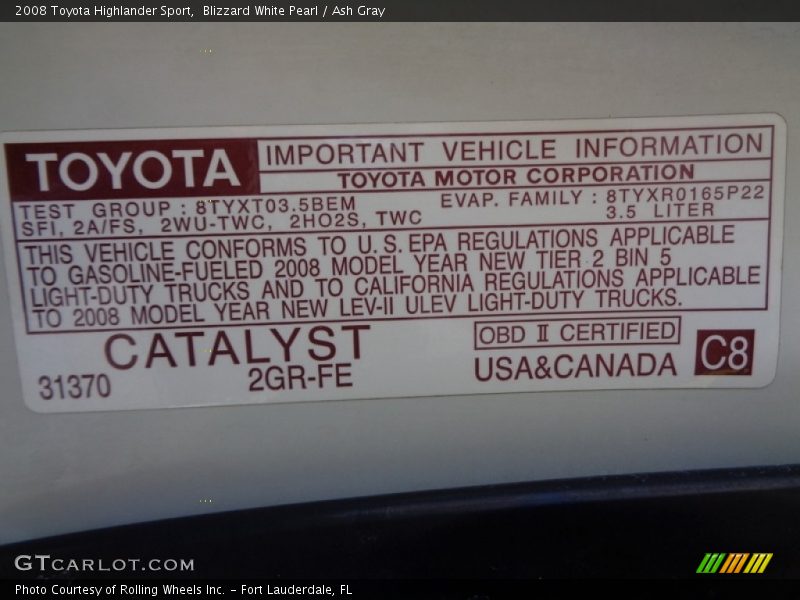 2008 Toyota Highlander Sport,  Blizzard White Pearl / Ash Gray
TOYOTA
IMPORTANT VEHICLE INFORMATION
TOYOTA MOTOR CORPORATION
TEST GROUP : 8TYXT03.5BEM
EVAP. FAMILY : 8TYXR0165P22
SFI, 2A/FS, 2WU-TWC, 2HO2S, TWC
3.5 LITER
THIS VEHICLE CONFORMS TO U.S. EPA REGULATIONS APPLICABLE
TO GASOLINE-FUELED 2008 MODEL YEAR NEW TIER 2 BIN 5
LIGHT-DUTY TRUCKS AND TO CALIFORNIA REGULATIONS APPLICABLE
TO 2008 MODEL YEAR NEW LEV-II ULEV LIGHT-DUTY TRUCKS.
CATALYST
OBD II CERTIFIED
31370
2GR-FE
USA&CANADA
C8
GTCARLOT.COM
Photo Courtesy of Rolling Wheels Inc. – Fort Lauderdale, FL